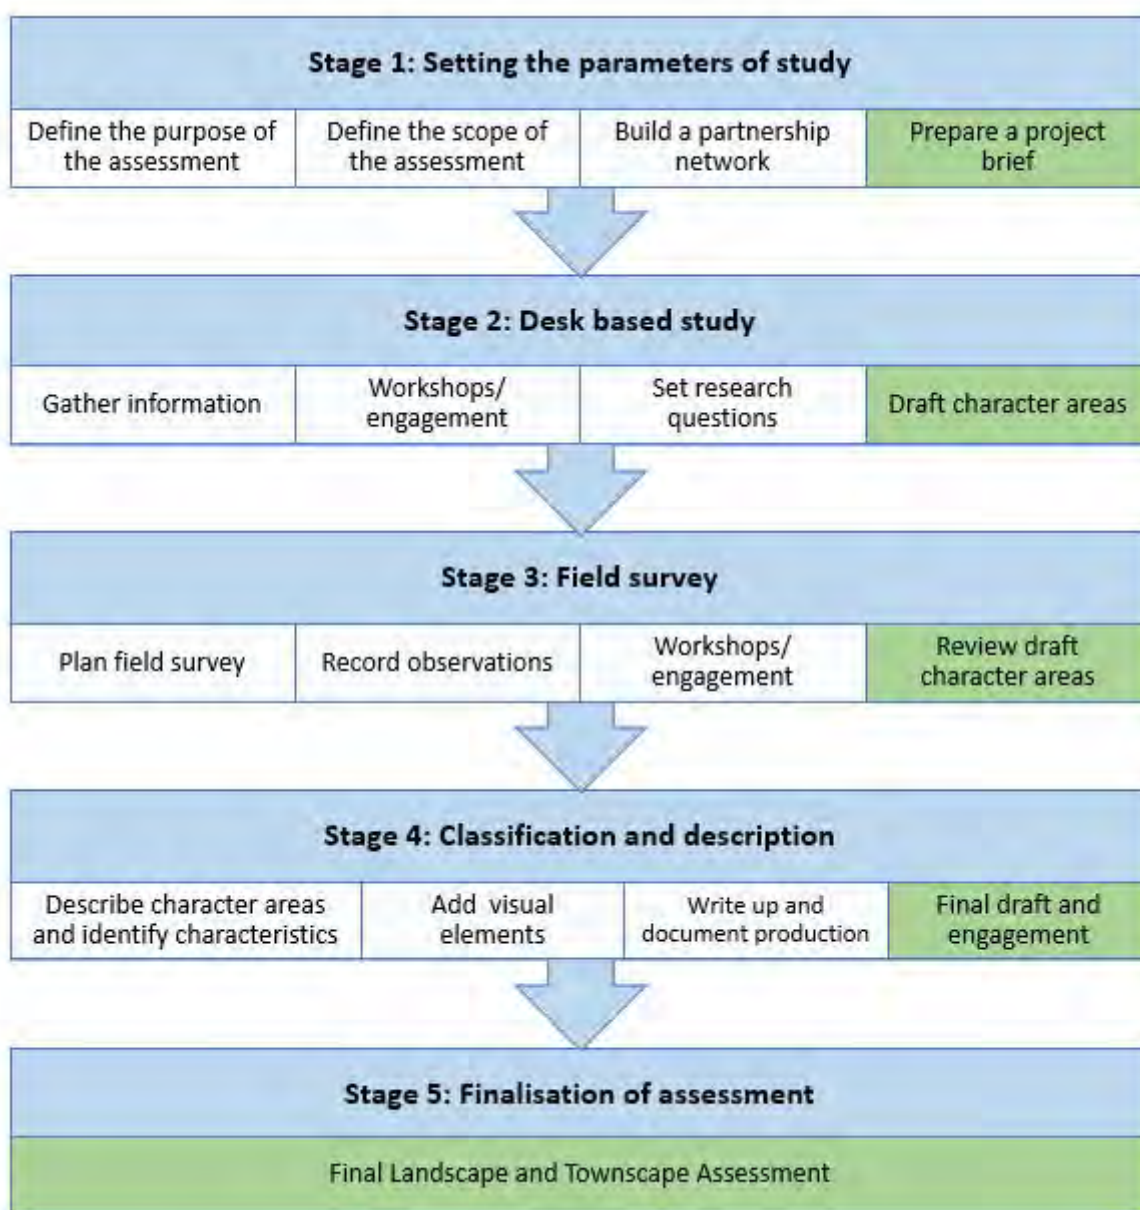 Stage 1: Setting the parameters of study
Define the purpose of
the assessment
Define the scope of
the assessment
Build a partnership
network
Prepare a project
brief
Stage 2: Desk based study
Gather information
Workshops/
engagement
Set research
questions
Draft character areas
Stage 3: Field survey
Plan field survey
Record observations
Workshops/
engagement
Review draft
character areas
Stage 4: Classification and description
Describe character areas
and identify characteristics
Add visual
elements
Write up and
document production
Final draft and
engagement
Stage 5: Finalisation of assessment
Final Landscape and Townscape Assessment